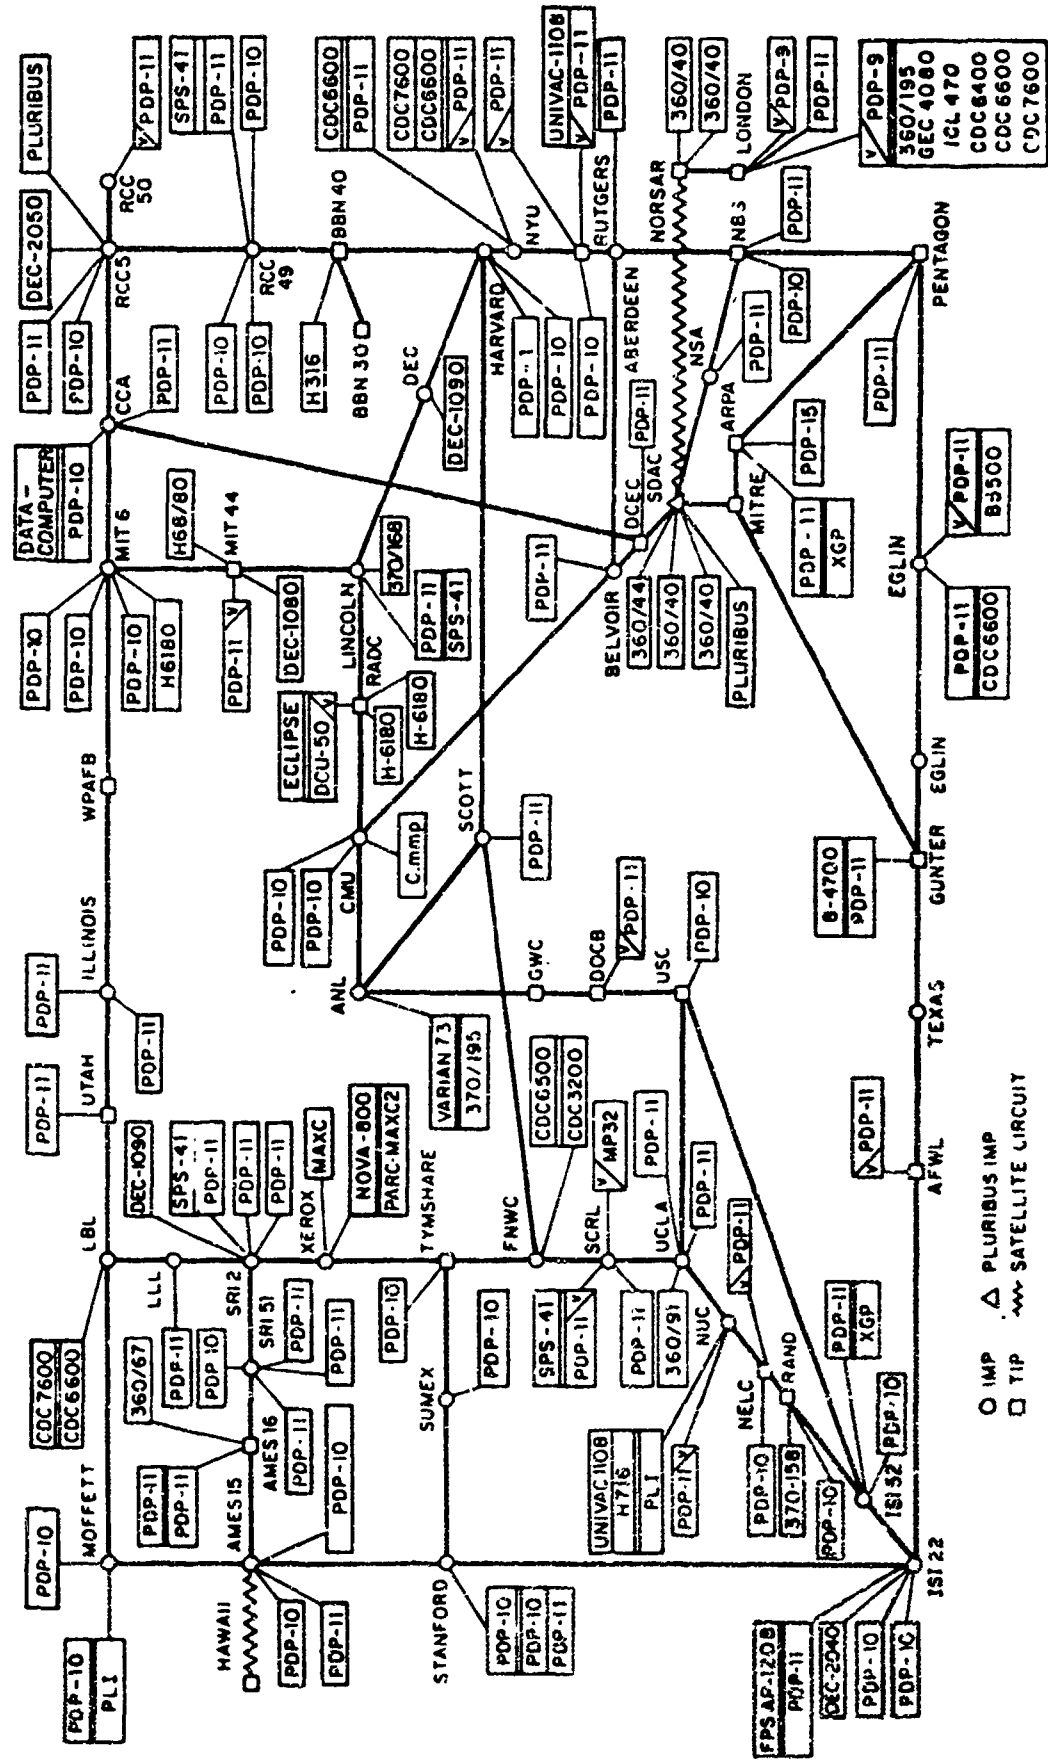 PDP-10
PLI
PDP-10
MOFFETT
CDC7600
CDC6600
LBL
PDP-11
UTAH
PDP-11
ILLINOIS
PDP-11
WPAFB
PDP-10
PDP-10
PDP-10
H6180
MIT 6
DATA-
COMPUTER
PDP-10
CCA
PDP-11
PDP-11
PDP-10
DEC-2050
PLURIBUS
RCC5
RCC
50
PDP-11
HAWAII
PDP-10
PDP-11
AMES15
PDP-10
PDP-11
PDP-11
360/67
AMES16
PDP-11
LLL
PDP-11
PDP 10
SRI 51
PDP-11
PDP-11
SRI 2
DEC-1090
SPS-41
PDP-11
PDP-11
PDP-11
XEROX
MAXC
NOVA-800
PARC-MAXC2
H68/80
MIT 44
PDP-11
DEC-1080
SPS-41
PDP-11
PDP-10
RCC
49
PDP-10
PDP-10
BBN 40
H316
BBN 30
STANFORD
PDP-10
PDP-10
PDP-11
SUMEX
PDP-10
TYMSHARE
PDP-10
FNWC
CDC6500
CDC3200
ANL
VARIAN 73
370/195
CMU
PDP-10
PDP-10
C.mmp
ECLIPSE
DCU-50
RADC
H-6180
H-6180
LINCOLN
370/168
PDP-11
SPS-41
DEC
DEC-1090
SCOTT
PDP-11
HARVARD
PDP-1
PDP-10
PDP-10
CDC6600
PDP-11
NYU
CDC7600
CDC6600
PDP-11
PDP-11
UNIVAC-1108
PDP-11
RUTGERS
PDP-11
ABERDEEN
SCRL
MP32
SPS-41
PDP-11
PDP-11
UCLA
PDP-11
PDP-11
360/91
GWC
DOCB
PDP-11
USC
PDP-10
BELVOIR
PDP-11
DCEC
PDP-11
SDAC
360/44
360/40
360/40
PLURIBUS
NORSAR
360/40
360/40
LONDON
PDP-9
PDP-11
PDP-9
360/195
GEC 4080
ICL 470
CDC6400
CDC6600
CDC7600
NSA
PDP-11
NBS
PDP-11
PDP-10
ARPA
PDP-15
MITRE
PDP-11
XGP
NUC
UNIVAC-1108
H716
PLI
PDP-11
NELC
PDP-11
PDP-10
RAND
370-158
PDP-10
ISI 52
PDP-11
XGP
PDP-10
ISI 22
FPS AP-120B
PDP-11
DEC-2040
PDP-10
PDP-10
AFWL
PDP-11
TEXAS
GUNTER
B-4700
PDP-11
EGLIN
EGLIN
PDP-11
CDC6600
PDP-11
B5500
PENTAGON
PDP-11
IMP
PLURIBUS IMP
TIP
SATELLITE CIRCUIT